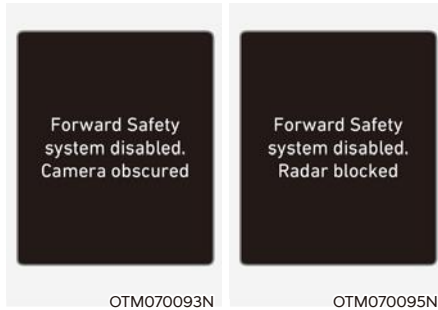 Forward Safety
system disabled.
Camera obscured
OTM070093N
Forward Safety
system disabled.
Radar blocked
OTM070095N